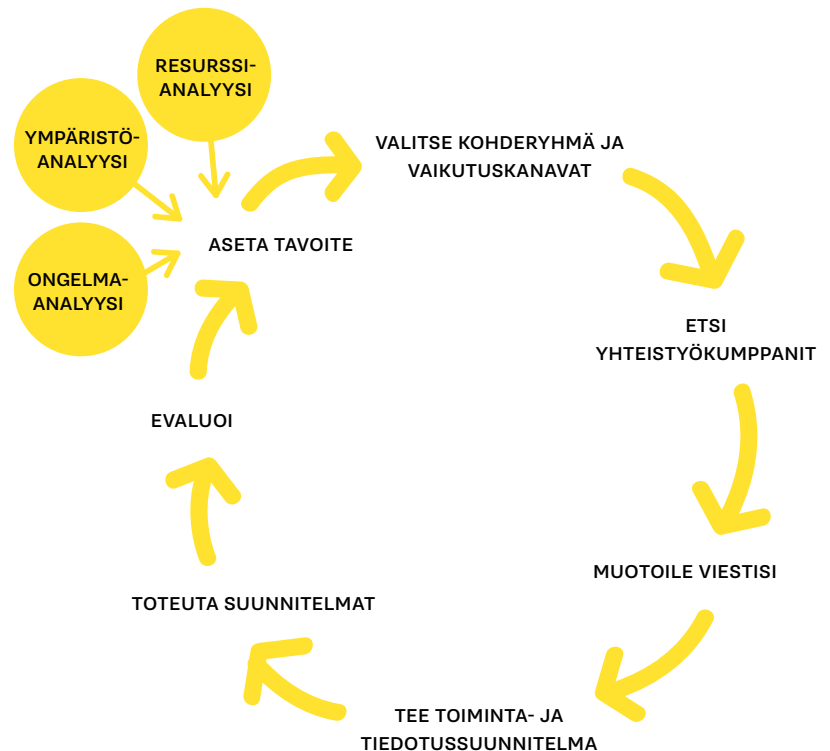 RESURSSI-
ANALYYSI
YMPÄRISTÖ-
ANALYYSI
ONGELMA-
ANALYYSI
ASETA TAVOITE
VALITSE KOHDERYHMÄ JA
VAIKUTUSKANAVAT
ETSI
YHTEISTYÖKUMPPANIT
MUOTOILE VIESTISI
TEE TOIMINTA- JA
TIEDOTUSSUUNNITELMA
TOTEUTA SUUNNITELMAT
EVALUOI